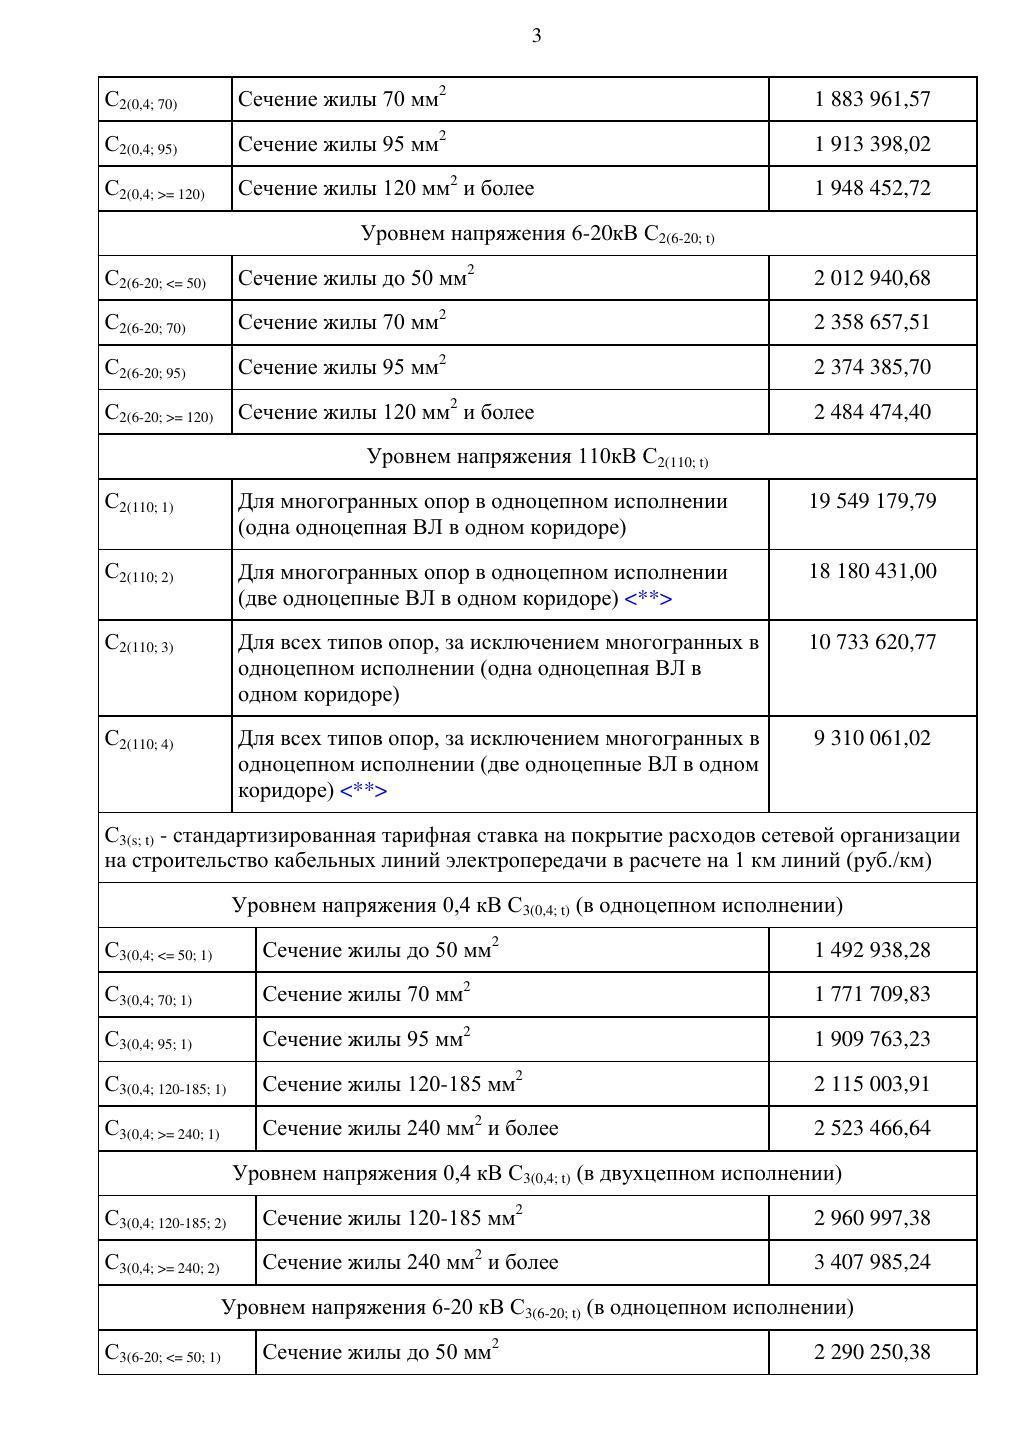 3
C2(0,4; 70) Сечение жилы 70 мм2 1 883 961,57
C2(0,4; 95) Сечение жилы 95 мм2 1 913 398,02
C2(0,4; >= 120) Сечение жилы 120 мм2 и более 1 948 452,72
Уровнем напряжения 6-20кВ C2(6-20; t)
C2(6-20; <= 50) Сечение жилы до 50 мм2 2 012 940,68
C2(6-20; 70) Сечение жилы 70 мм2 2 358 657,51
C2(6-20; 95) Сечение жилы 95 мм2 2 374 385,70
C2(6-20; >= 120) Сечение жилы 120 мм2 и более 2 484 474,40
Уровнем напряжения 110кВ C2(110; t)
C2(110; 1) Для многогранных опор в одноцепном исполнении 19 549 179,79
(одна одноцепная ВЛ в одном коридоре)
C2(110; 2) Для многогранных опор в одноцепном исполнении 18 180 431,00
(две одноцепные ВЛ в одном коридоре) <**>
C2(110; 3) Для всех типов опор, за исключением многогранных в 10 733 620,77
одноцепном исполнении (одна одноцепная ВЛ в
одном коридоре)
C2(110; 4) Для всех типов опор, за исключением многогранных в 9 310 061,02
одноцепном исполнении (две одноцепные ВЛ в одном
коридоре) <**>
C3(s; t) - стандартизированная тарифная ставка на покрытие расходов сетевой организации
на строительство кабельных линий электропередачи в расчете на 1 км линий (руб./км)
Уровнем напряжения 0,4 кВ C3(0,4; t) (в одноцепном исполнении)
C3(0,4; <= 50; 1) Сечение жилы до 50 мм2 1 492 938,28
C3(0,4; 70; 1) Сечение жилы 70 мм2 1 771 709,83
C3(0,4; 95; 1) Сечение жилы 95 мм2 1 909 763,23
C3(0,4; 120-185; 1) Сечение жилы 120-185 мм2 2 115 003,91
C3(0,4; >= 240; 1) Сечение жилы 240 мм2 и более 2 523 466,64
Уровнем напряжения 0,4 кВ C3(0,4; t) (в двухцепном исполнении)
C3(0,4; 120-185; 2) Сечение жилы 120-185 мм2 2 960 997,38
C3(0,4; >= 240; 2) Сечение жилы 240 мм2 и более 3 407 985,24
Уровнем напряжения 6-20 кВ C3(6-20; t) (в одноцепном исполнении)
C3(6-20; <= 50; 1) Сечение жилы до 50 мм2 2 290 250,38